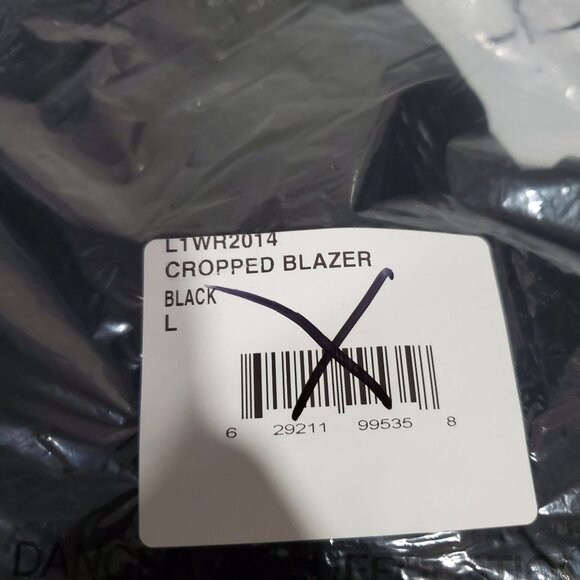 L1WR2014
CROPPED BLAZER
BLACK
L
6 29211 99535 8